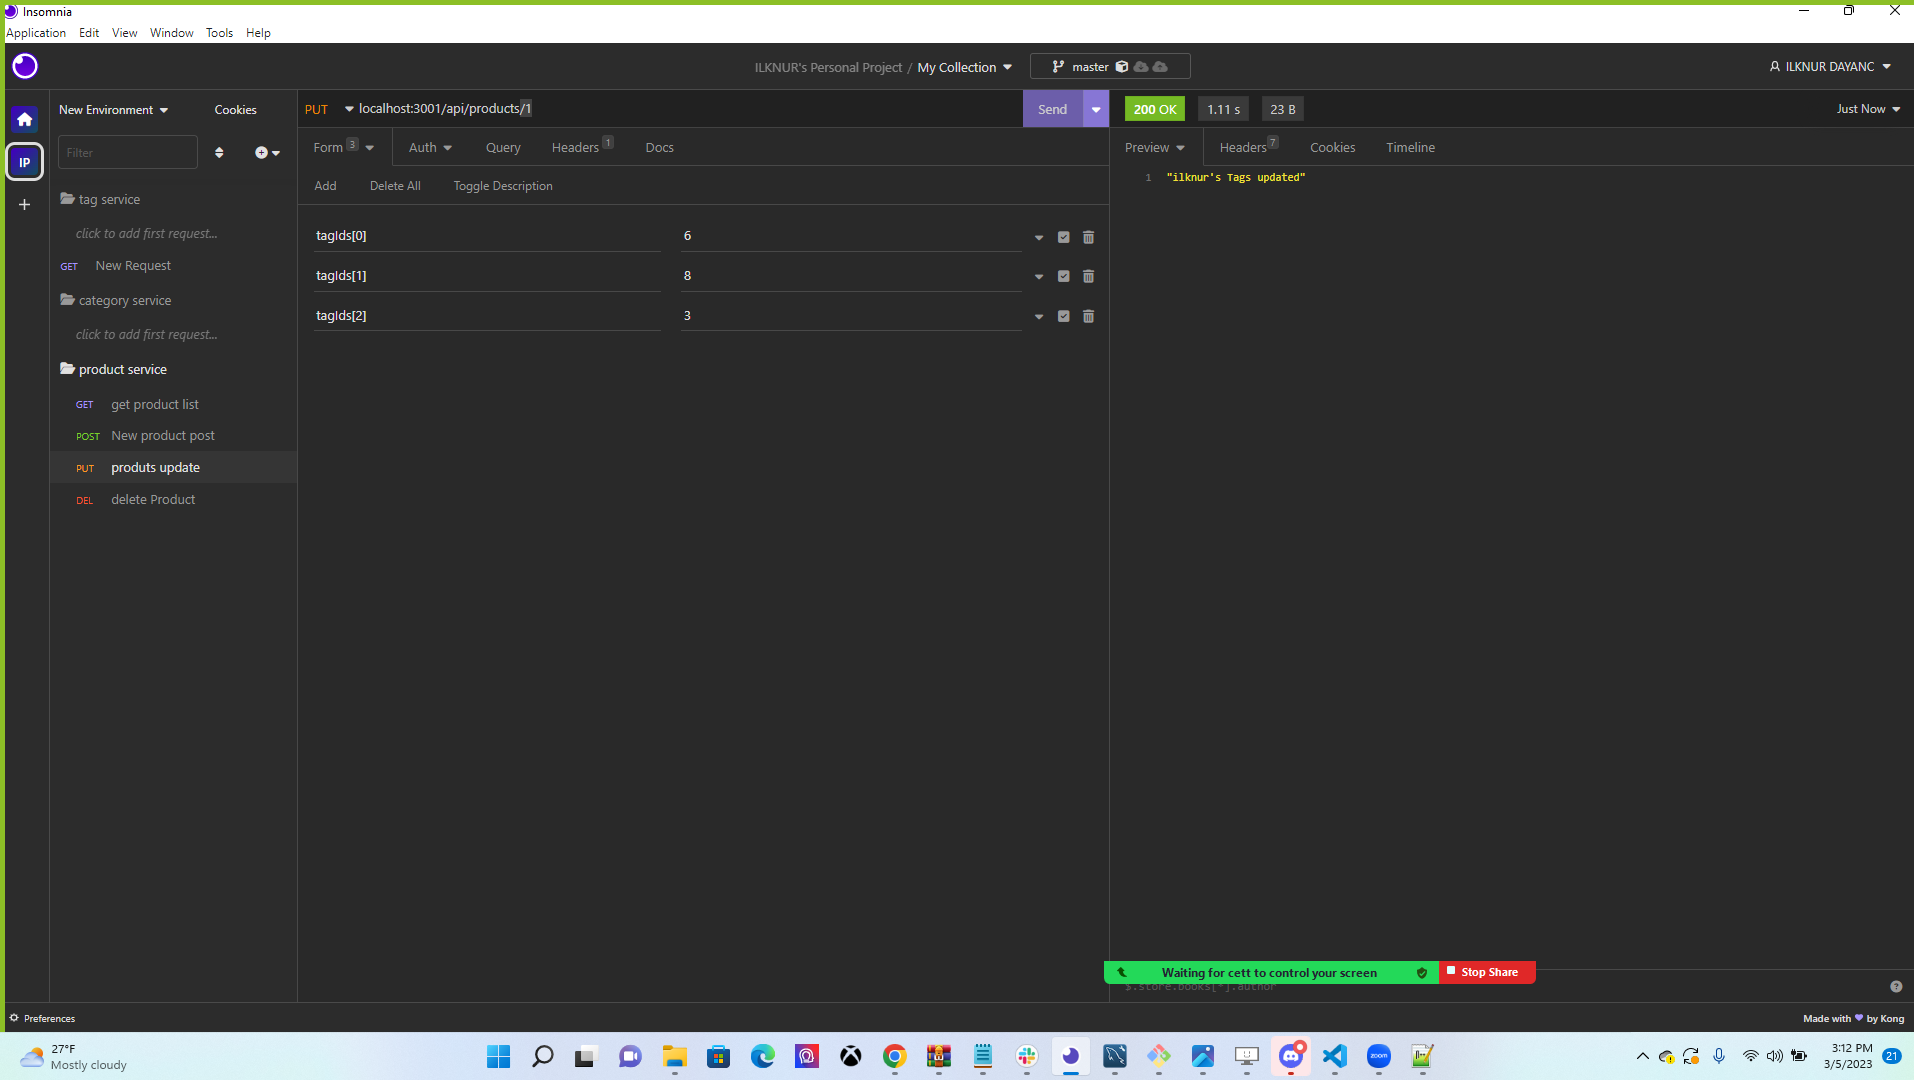 Insomnia
Application Edit View Window Tools Help
ILKNUR's Personal Project / My Collection
master
ILKNUR DAYANC
New Environment
Cookies
PUT localhost:3001/api/products/1
Send
200 OK 1.11 s 23 B
Just Now
IP
Filter
Form 3 Auth Query Headers 1 Docs
Preview Headers 7 Cookies Timeline
Add Delete All Toggle Description
1 "ilknur's Tags updated"
tag service
click to add first request...
GET New Request
category service
click to add first request...
product service
GET get product list
POST New product post
PUT produts update
DEL delete Product
tagIds[0] 6
tagIds[1] 8
tagIds[2] 3
Waiting for cett to control your screen
Stop Share
$.store.books[*].author
Preferences
Made with by Kong
27°F
Mostly cloudy
zoom
3:12 PM
3/5/2023
21